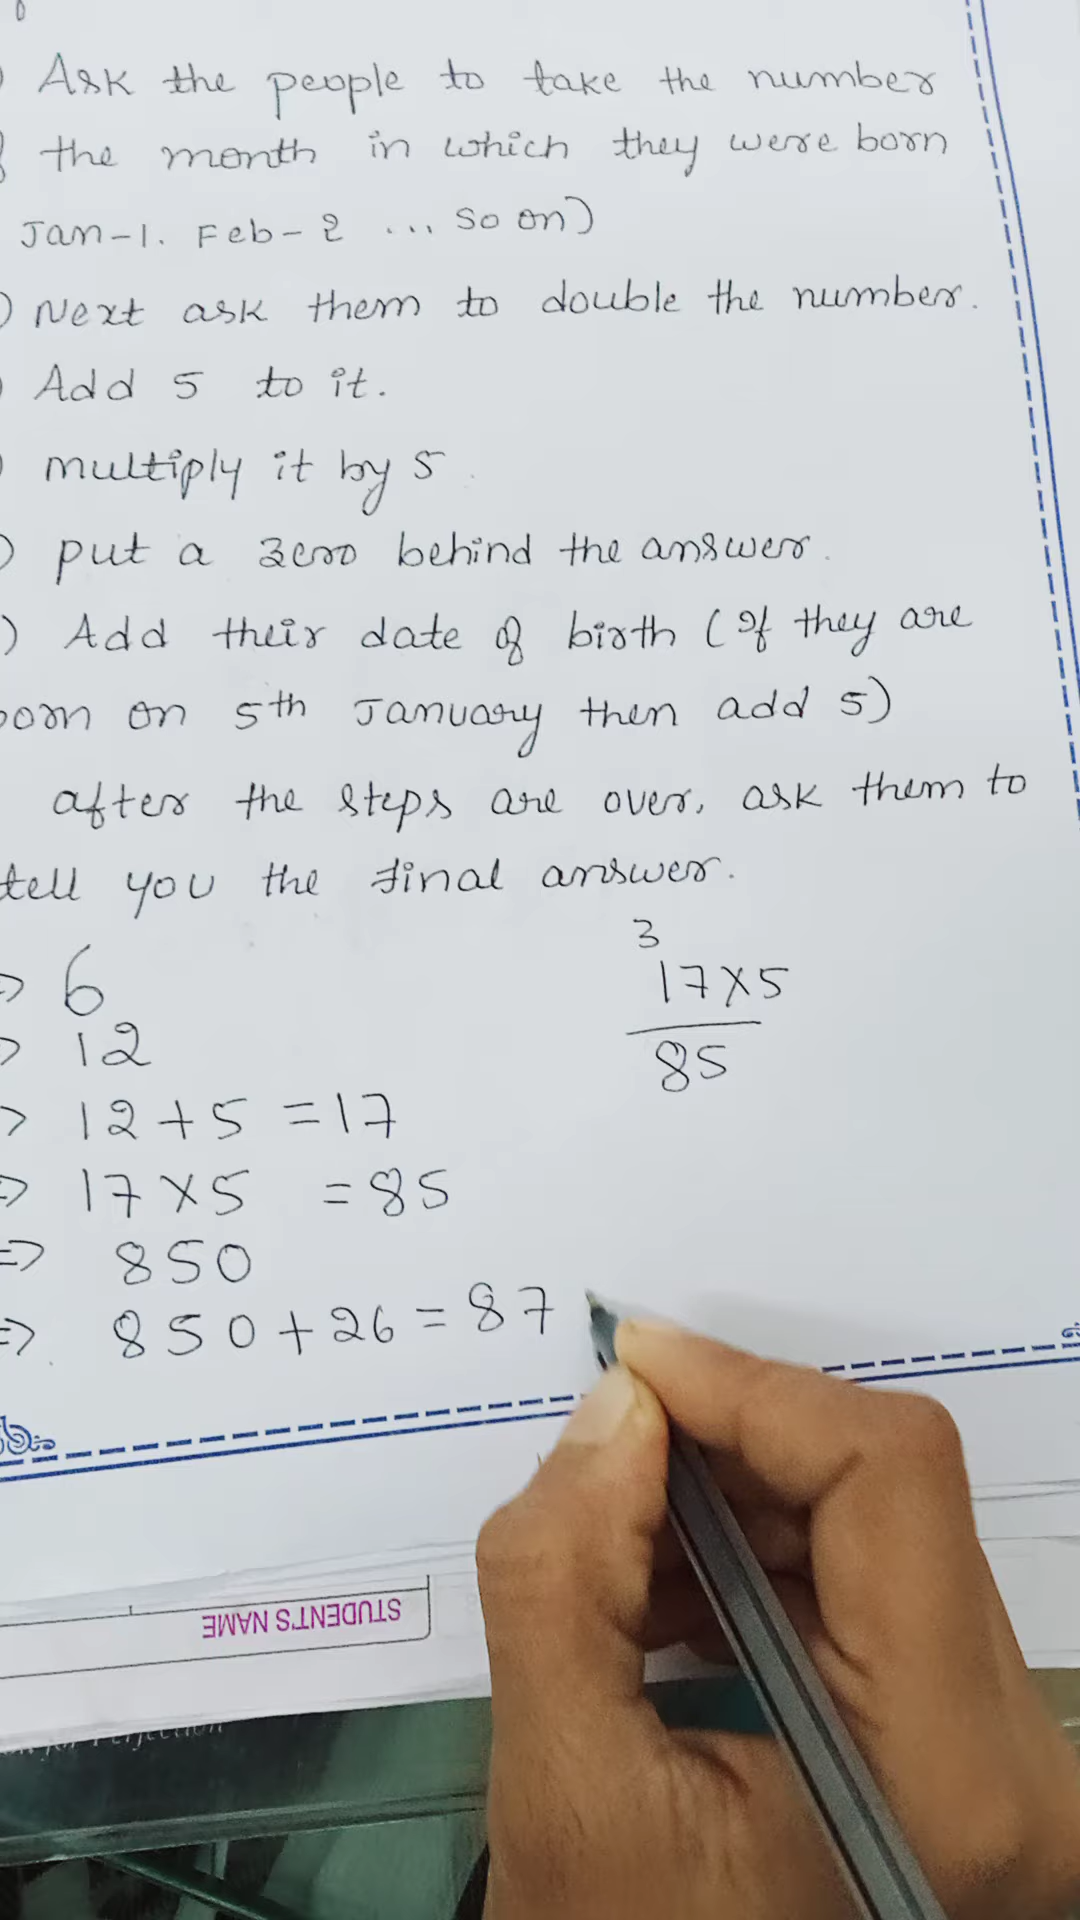 Ask the people to take the number
the month in which they were born
Jan-1. Feb-2 ... So on)
) Next ask them to double the number.
Add 5 to it.
multiply it by 5.
) put a zero behind the answer.
) Add their date of birth (If they are
born on 5th January then add 5)
after the steps are over, ask them to
tell you the final answer.
⇒ 6
⇒ 12
⇒ 12+5 =17
⇒ 17×5 =85
⇒ 850
⇒ 850+26=87
3
17×5
85
STUDENT'S NAME